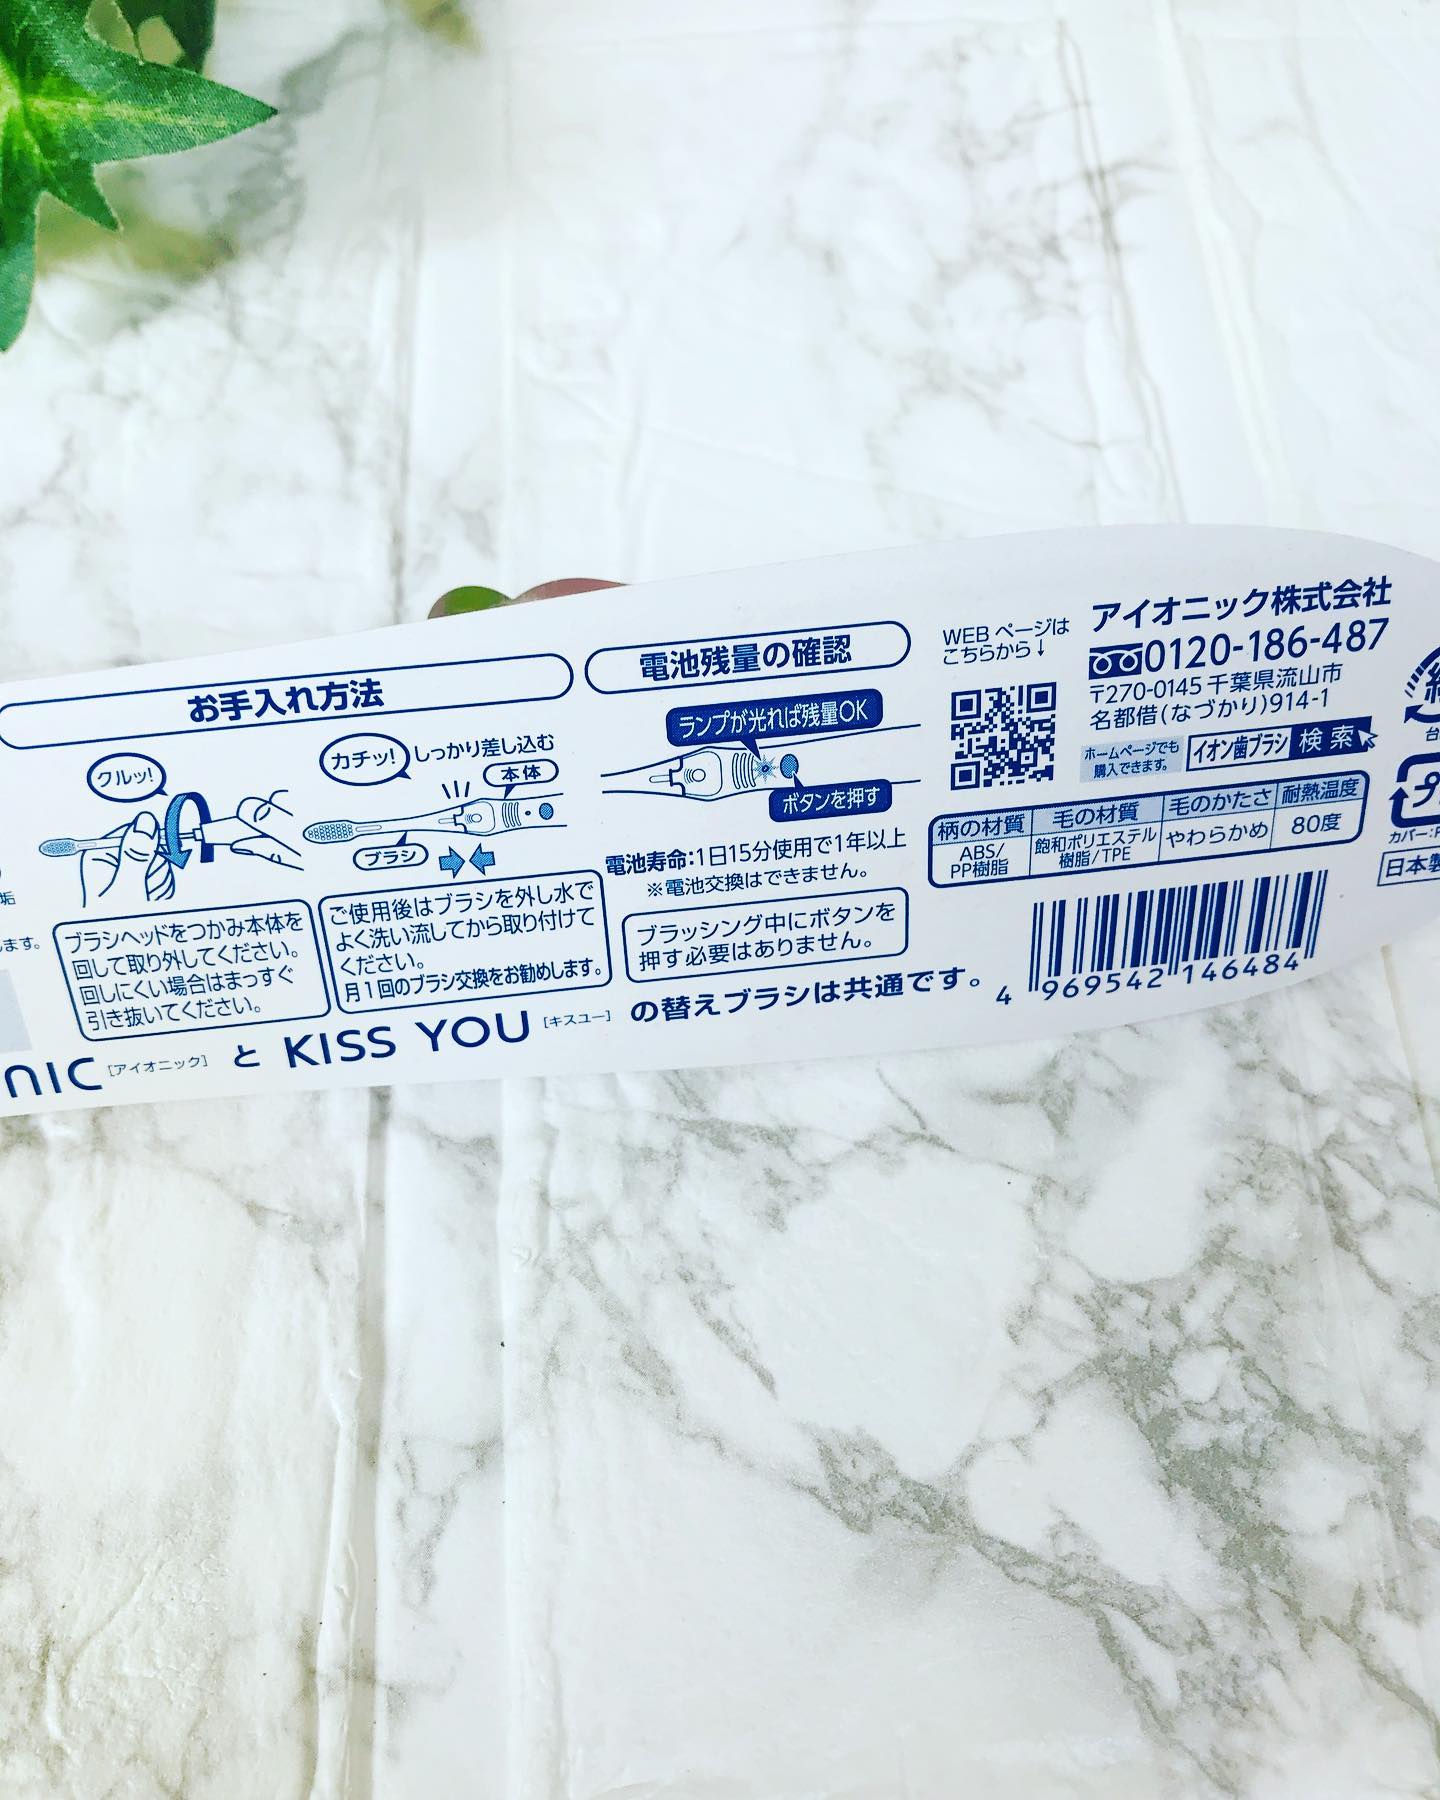 お手入れ方法
クルッ!
カチッ!
しっかり差し込む
本体
ブラシ
ブラシヘッドをつかみ本体を
回して取り外してください。
回しにくい場合はまっすぐ
引き抜いてください。
ご使用後はブラシを外し水で
よく洗い流してから取り付けて
ください。
月1回のブラシ交換をお勧めします。
電池残量の確認
ランプが光れば残量OK
ボタンを押す
電池寿命:1日15分使用で1年以上
※電池交換はできません。
ブラッシング中にボタンを
押す必要はありません。
NIC [アイオニック] と KISS YOU [キスユー] の替えブラシは共通です。
WEB ページは
こちらから↓
アイオニック株式会社
0120-186-487
〒270-0145 千葉県流山市
名都借(なづかり)914-1
ホームページでも
購入できます。
イオン歯ブラシ 検索
柄の材質 毛の材質 毛のかたさ 耐熱温度
ABS/
PP樹脂
飽和ポリエステル
樹脂/TPE
やわらかめ
80度
4 969542 146484
ます。
垢
台
プ
カバー:P
日本製